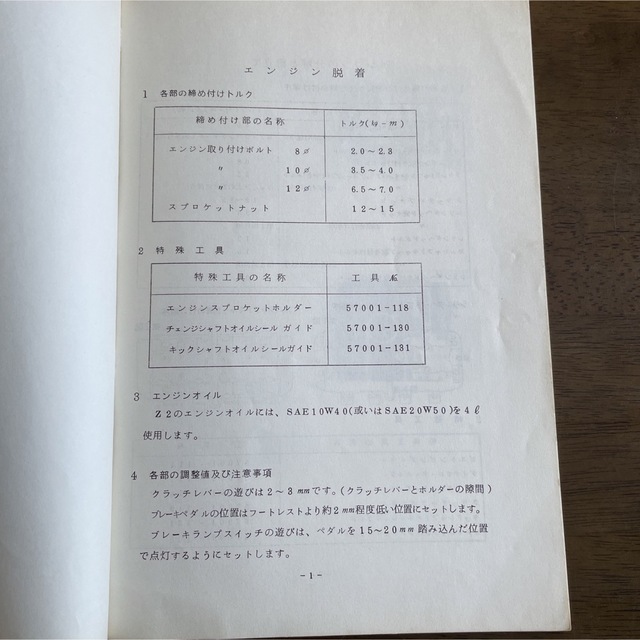 エンジン脱着
1 各部の締め付けトルク
締め付け部の名称 トルク(kg-m)
エンジン取り付けボルト 8∅ 2.0~2.3
〃 10∅ 3.5~4.0
〃 12∅ 6.5~7.0
スプロケットナット 12~15
2 特殊工具
特殊工具の名称 工具 №
エンジンスプロケットホルダー 57001-118
チェンジシャフトオイルシール ガイド 57001-130
キックシャフトオイルシールガイド 57001-131
3 エンジンオイル
Z2のエンジンオイルには、SAE10W40(或いはSAE20W50)を4ℓ
使用します。
4 各部の調整値及び注意事項
クラッチレバーの遊びは2~3mmです。(クラッチレバーとホルダーの隙間)
ブレーキペダルの位置はフートレストより約2mm程度低い位置にセットします。
ブレーキランプスイッチの遊びは、ペダルを15~20mm踏み込んだ位置
で点灯するようにセットします。
-1-